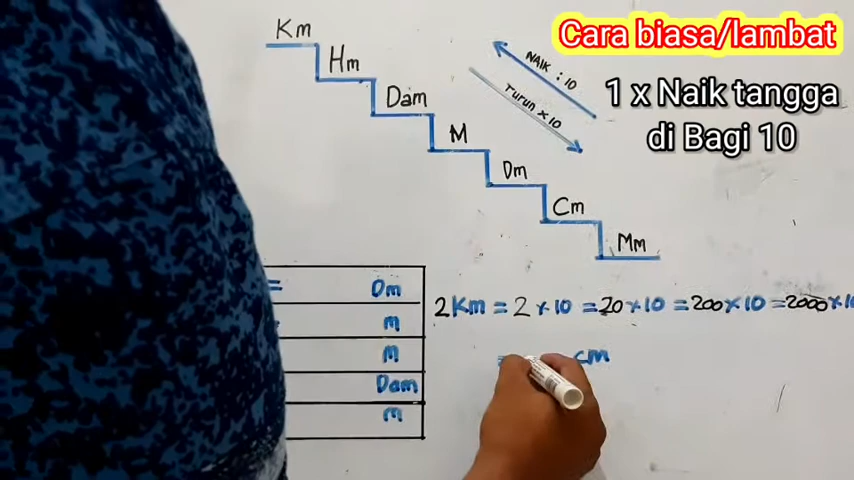 Cara biasa/lambat
1 x Naik tangga
di Bagi 10
Km
Hm
Dam
M
Dm
Cm
Mm
NAIK : 10
Turun x 10
= Dm
m
m
Dam
m
2 Km = 2 x 10 = 20 x 10 = 200 x 10 = 2000 x 10
= cm